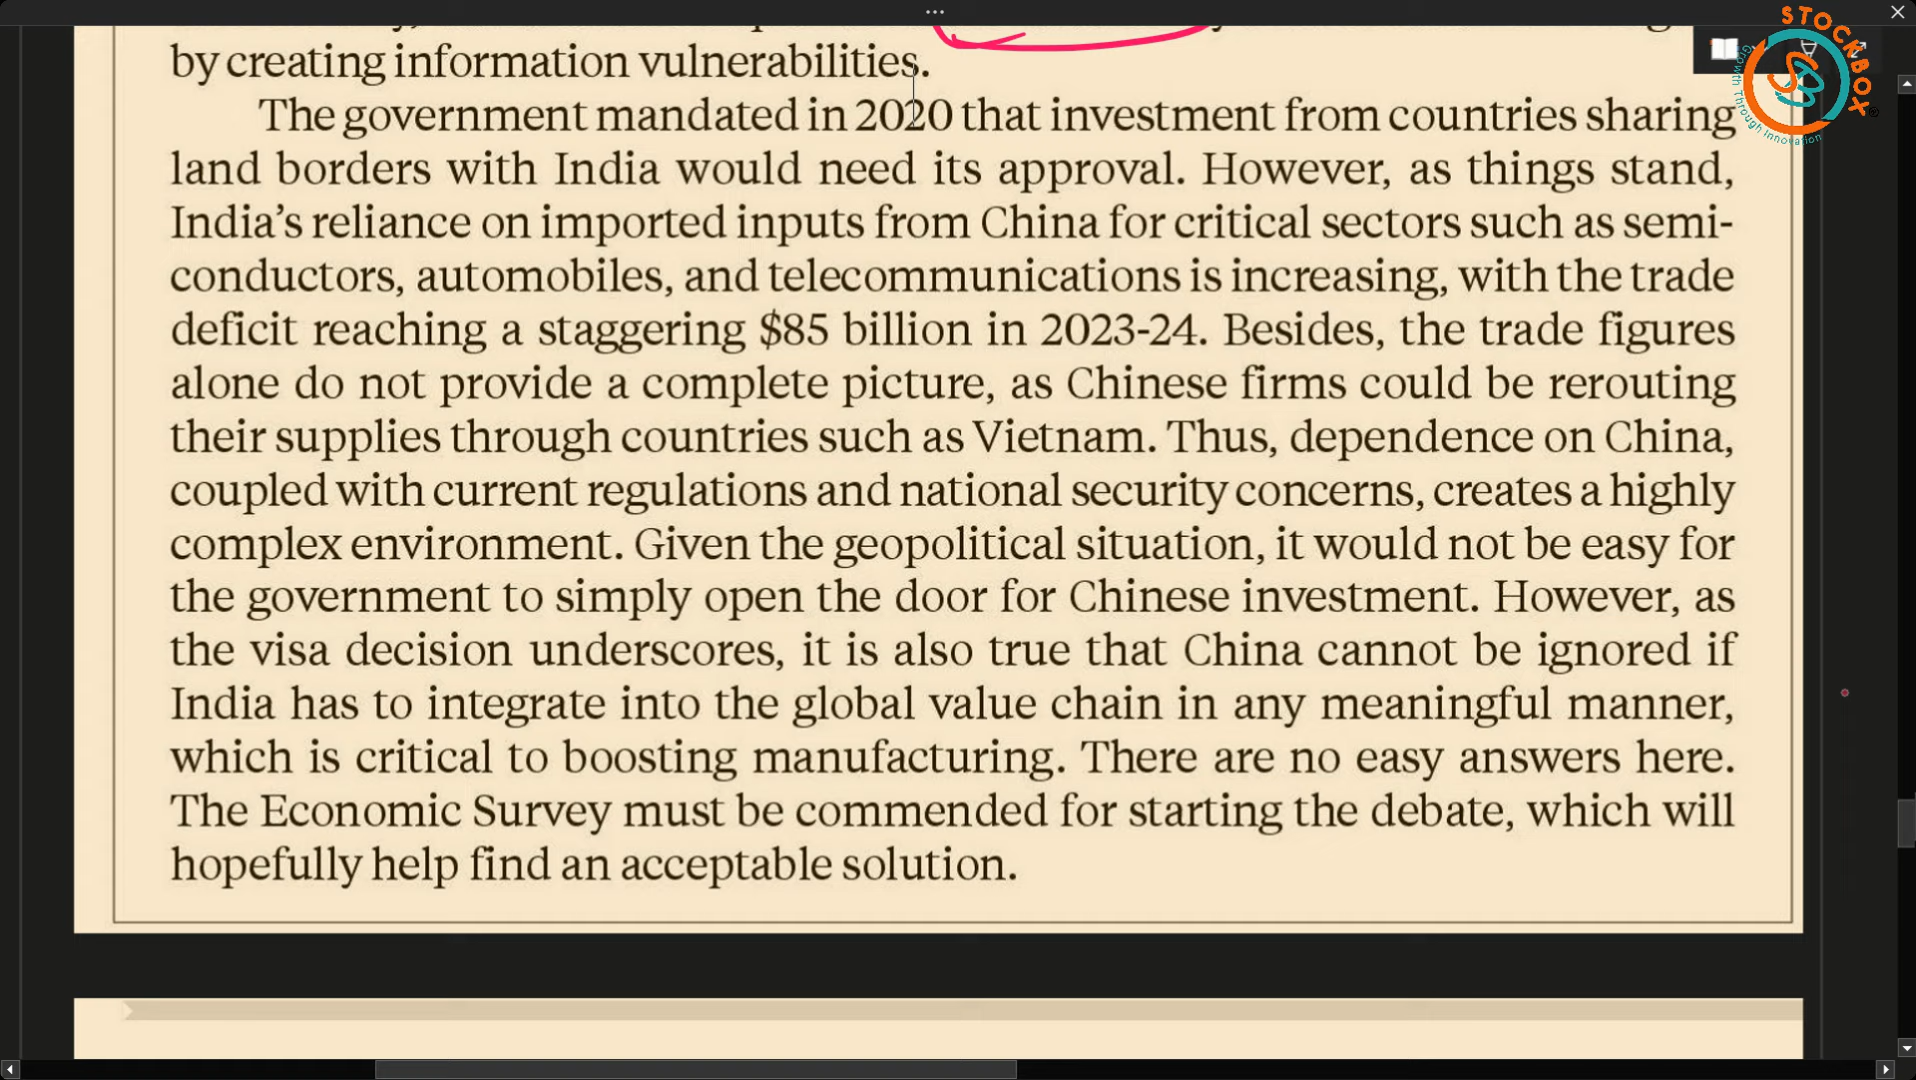 by creating information vulnerabilities.
The government mandated in 2020 that investment from countries sharing
land borders with India would need its approval. However, as things stand,
India’s reliance on imported inputs from China for critical sectors such as semi-
conductors, automobiles, and telecommunications is increasing, with the trade
deficit reaching a staggering $85 billion in 2023-24. Besides, the trade figures
alone do not provide a complete picture, as Chinese firms could be rerouting
their supplies through countries such as Vietnam. Thus, dependence on China,
coupled with current regulations and national security concerns, creates a highly
complex environment. Given the geopolitical situation, it would not be easy for
the government to simply open the door for Chinese investment. However, as
the visa decision underscores, it is also true that China cannot be ignored if
India has to integrate into the global value chain in any meaningful manner,
which is critical to boosting manufacturing. There are no easy answers here.
The Economic Survey must be commended for starting the debate, which will
hopefully help find an acceptable solution.
STOCKBOX
Growth Through Innovation